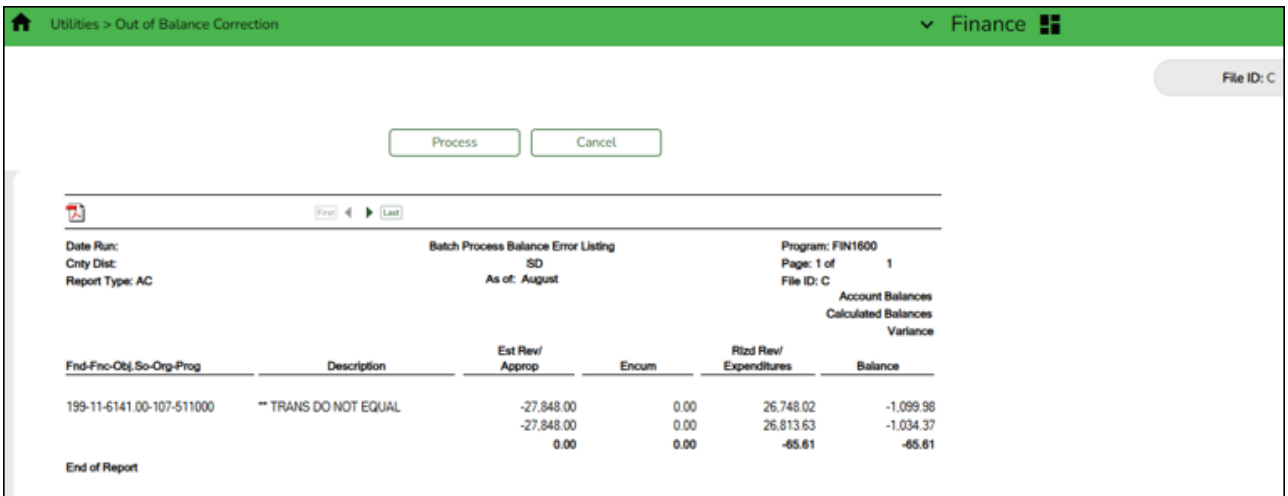 Utilities > Out of Balance Correction Finance
File ID: C
Process Cancel
First Last
Date Run: Batch Process Balance Error Listing Program: FIN1600
Cnty Dist: SD Page: 1 of 1
Report Type: AC As of: August File ID: C
Account Balances
Calculated Balances
Variance
Est Rev/ Rlzd Rev/
Fnd-Fnc-Obj.So-Org-Prog Description Approp Encum Expenditures Balance
199-11-6141.00-107-511000 ** TRANS DO NOT EQUAL -27,848.00 0.00 26,748.02 -1,099.98
-27,848.00 0.00 26,813.63 -1,034.37
0.00 0.00 -65.61 -65.61
End of Report